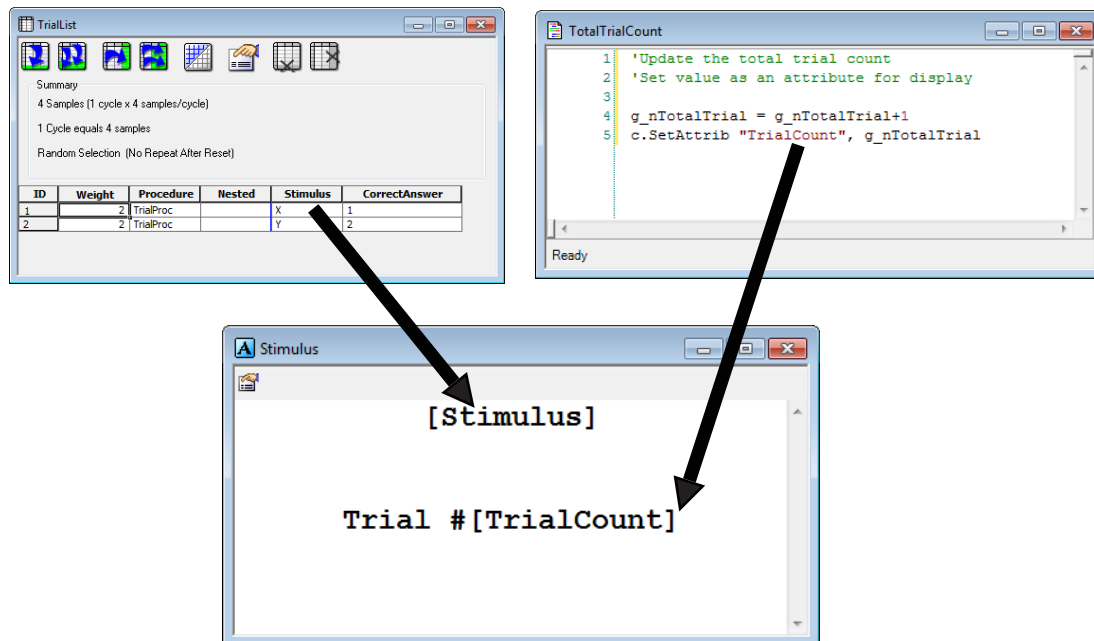 TrialList
Summary
4 Samples (1 cycle x 4 samples/cycle)
1 Cycle equals 4 samples
Random Selection (No Repeat After Reset)
ID Weight Procedure Nested Stimulus CorrectAnswer
1 2 TrialProc X 1
2 2 TrialProc Y 2
TotalTrialCount
1 'Update the total trial count
2 'Set value as an attribute for display
3
4 g_nTotalTrial = g_nTotalTrial+1
5 c.SetAttrib "TrialCount", g_nTotalTrial
Ready
A Stimulus
[Stimulus]
Trial #[TrialCount]